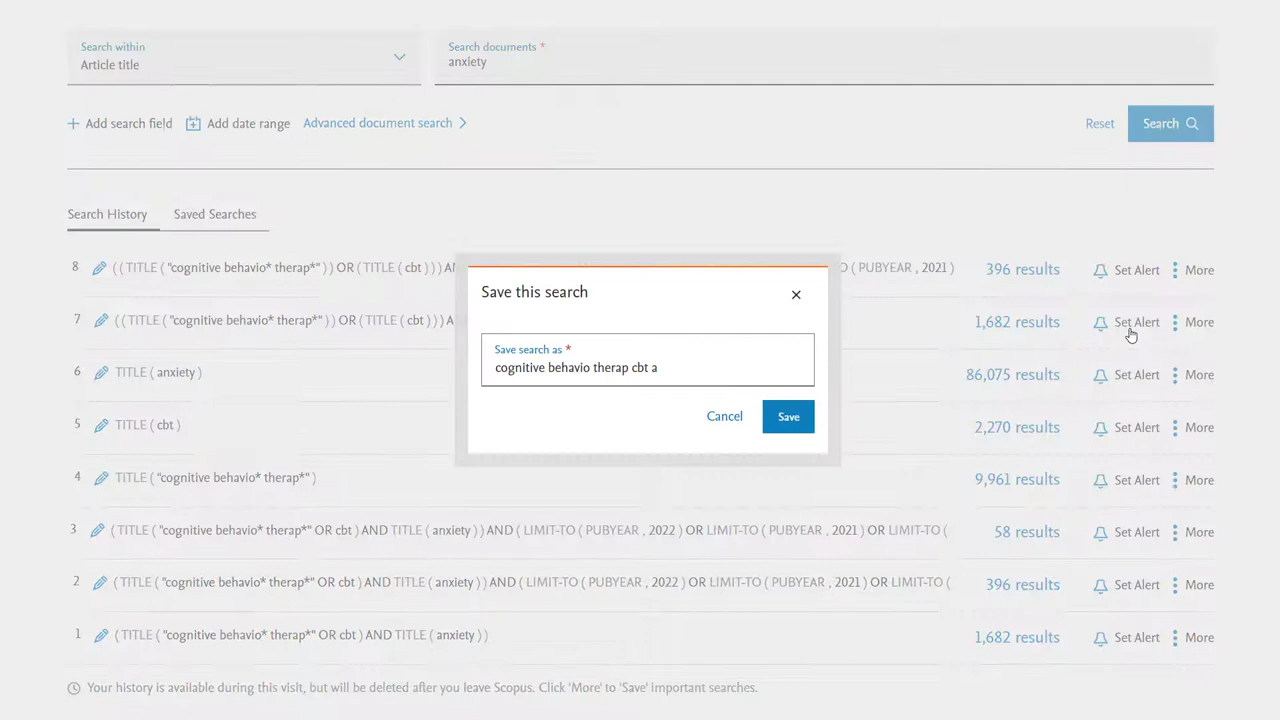 Search within
Article title
Search documents *
anxiety
Add search field
Add date range
Advanced document search
Reset
Search
Search History
Saved Searches
8 ( ( TITLE ( "cognitive behavio* therap*" ) ) OR ( TITLE ( cbt ) ) ) AN TO ( PUBYEAR , 2021 ) 396 results Set Alert More
Save this search
7 ( ( TITLE ( "cognitive behavio* therap*" ) ) OR ( TITLE ( cbt ) ) ) A 1,682 results Set Alert More
Save search as *
cognitive behavio therap cbt a
6 TITLE ( anxiety ) 86,075 results Set Alert More
Cancel
Save
5 TITLE ( cbt ) 2,270 results Set Alert More
4 TITLE ( "cognitive behavio* therap*" ) 9,961 results Set Alert More
3 ( TITLE ( "cognitive behavio* therap*" OR cbt ) AND TITLE ( anxiety ) ) AND ( LIMIT-TO ( PUBYEAR , 2022 ) OR LIMIT-TO ( PUBYEAR , 2021 ) OR LIMIT-TO ( 58 results Set Alert More
2 ( TITLE ( "cognitive behavio* therap*" OR cbt ) AND TITLE ( anxiety ) ) AND ( LIMIT-TO ( PUBYEAR , 2022 ) OR LIMIT-TO ( PUBYEAR , 2021 ) OR LIMIT-TO ( 396 results Set Alert More
1 ( TITLE ( "cognitive behavio* therap*" OR cbt ) AND TITLE ( anxiety ) ) 1,682 results Set Alert More
Your history is available during this visit, but will be deleted after you leave Scopus. Click 'More' to 'Save' important searches.